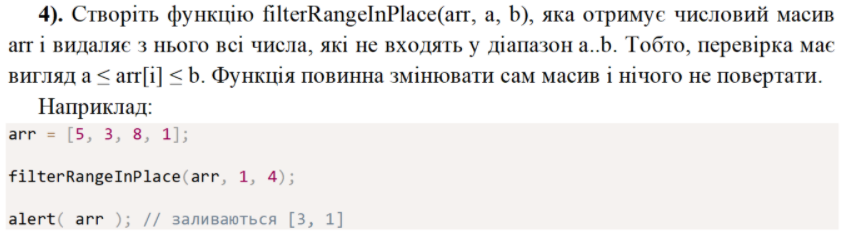 4). Створіть функцію filterRangeInPlace(arr, a, b), яка отримує числовий масив
arr і видаляє з нього всі числа, які не входять у діапазон a..b. Тобто, перевірка має
вигляд a ≤ arr[i] ≤ b. Функція повинна змінювати сам масив і нічого не повертати.
Наприклад:
arr = [5, 3, 8, 1];
filterRangeInPlace(arr, 1, 4);
alert( arr ); // заливаються [3, 1]